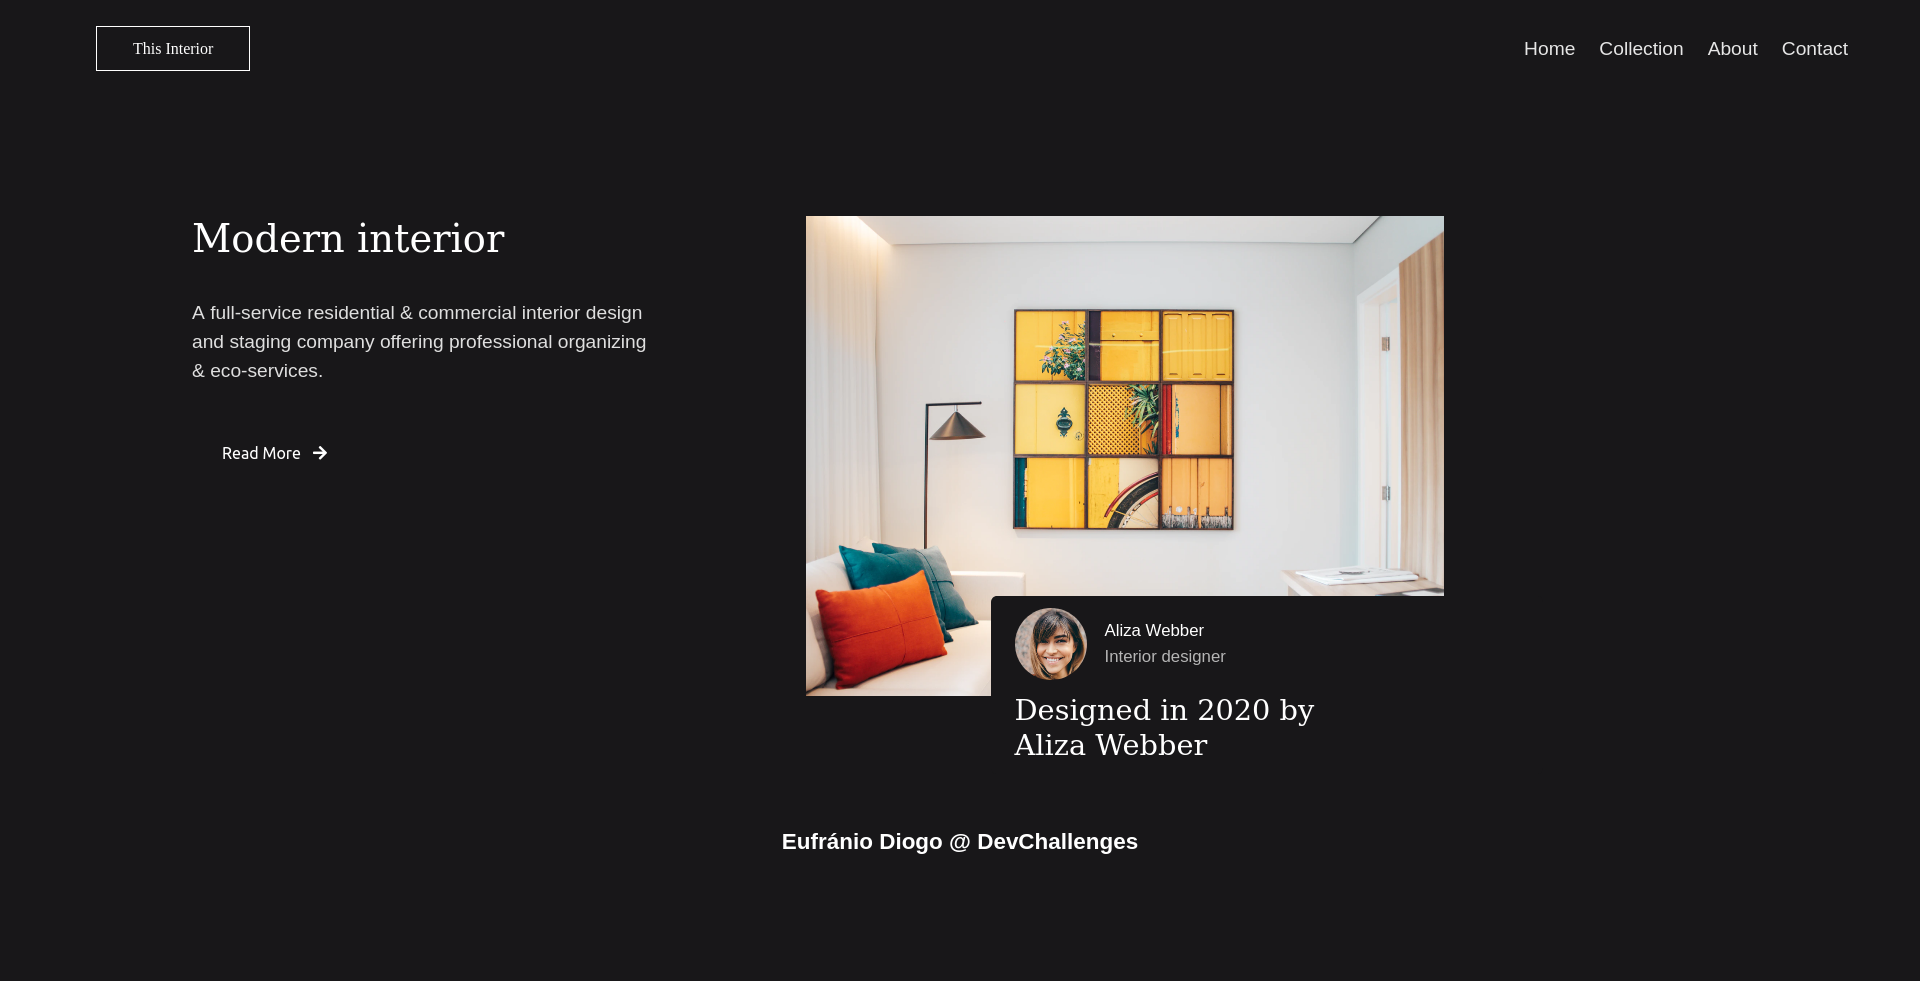 This Interior
Home Collection About Contact
Modern interior
A full-service residential & commercial interior design
and staging company offering professional organizing
& eco-services.
Read More
Aliza Webber
Interior designer
Designed in 2020 by
Aliza Webber
Eufránio Diogo @ DevChallenges